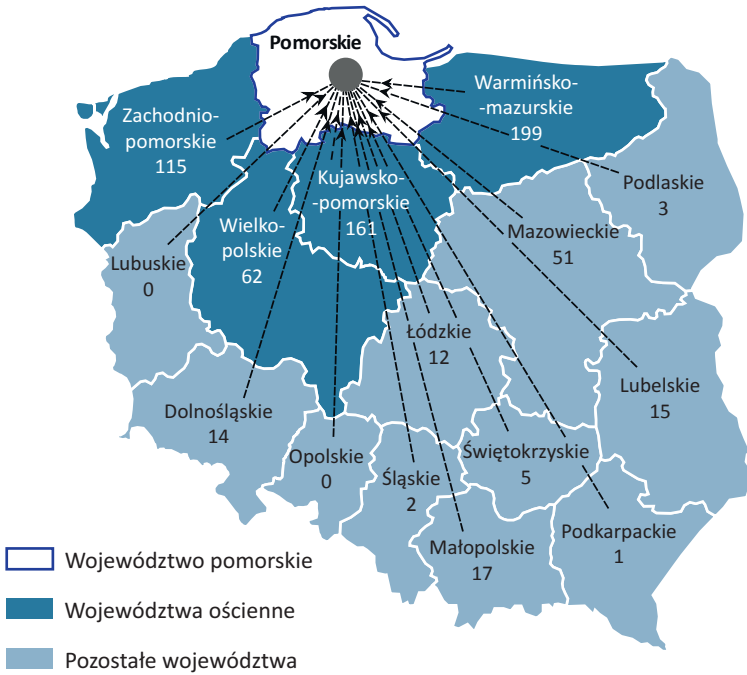 Pomorskie
Warmińsko-
-mazurskie
199
Zachodnio-
pomorskie
115
Kujawsko-
-pomorskie
161
Podlaskie
3
Wielko-
polskie
62
Mazowieckie
51
Lubuskie
0
Łódzkie
12
Lubelskie
15
Dolnośląskie
14
Opolskie
0
Śląskie
2
Świętokrzyskie
5
Podkarpackie
1
Małopolskie
17
Województwo pomorskie
Województwa ościenne
Pozostałe województwa